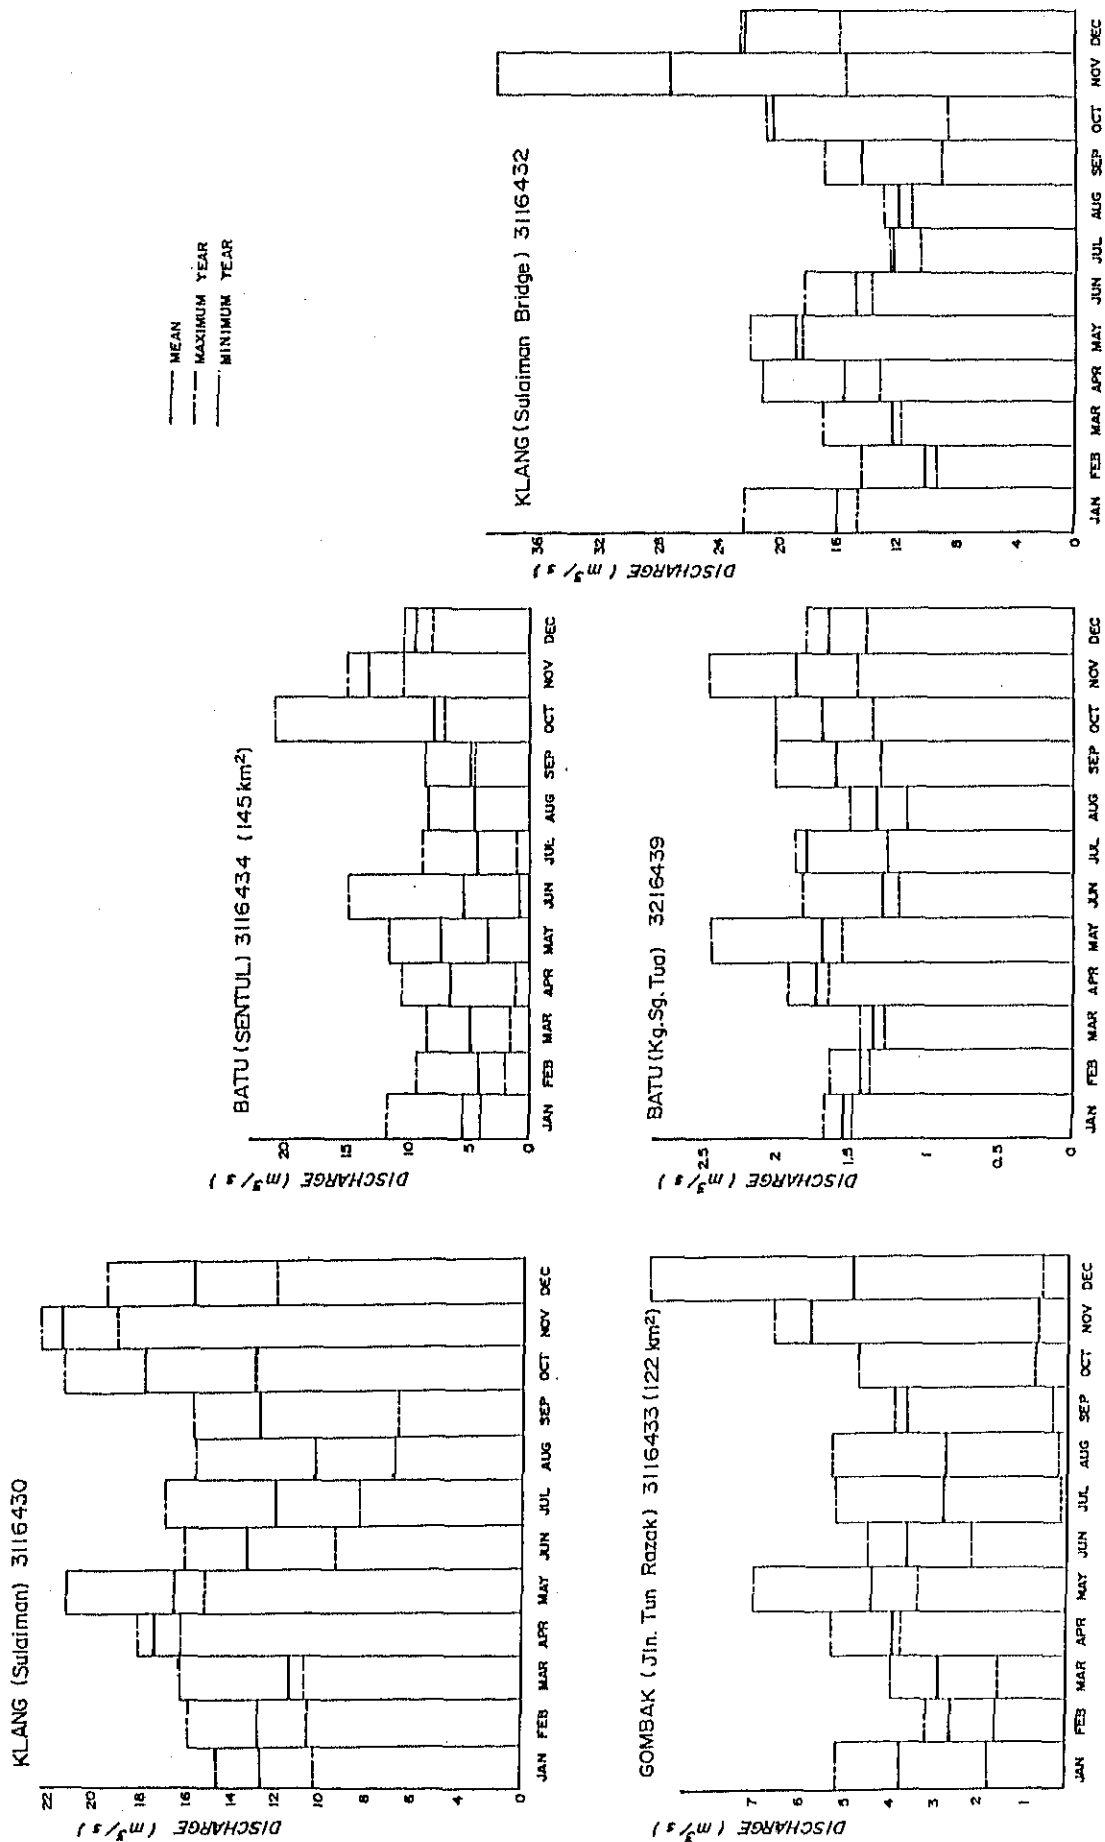 MEAN
MAXIMUM YEAR
MINIMUM YEAR
KLANG (Sulaiman) 3116430
DISCHARGE (m³/s)
22
20
18
16
14
12
10
8
0
JAN FEB MAR APR MAY JUN JUL AUG SEP OCT NOV DEC
BATU (SENTUL) 3116434 (145 km²)
DISCHARGE (m³/s)
20
15
10
5
0
JAN FEB MAR APR MAY JUN JUL AUG SEP OCT NOV DEC
KLANG (Sulaiman Bridge) 3116432
DISCHARGE (m³/s)
36
32
28
24
20
16
12
8
4
0
JAN FEB MAR APR MAY JUN JUL AUG SEP OCT NOV DEC
GOMBAK (Jln. Tun Razak) 3116433 (122 km²)
DISCHARGE (m³/s)
7
6
5
4
3
2
1
JAN FEB MAR APR MAY JUN JUL AUG SEP OCT NOV DEC
BATU (Kg.Sg.Tua) 3216439
DISCHARGE (m³/s)
2.5
2
1.5
1
0.5
0
JAN FEB MAR APR MAY JUN JUL AUG SEP OCT NOV DEC